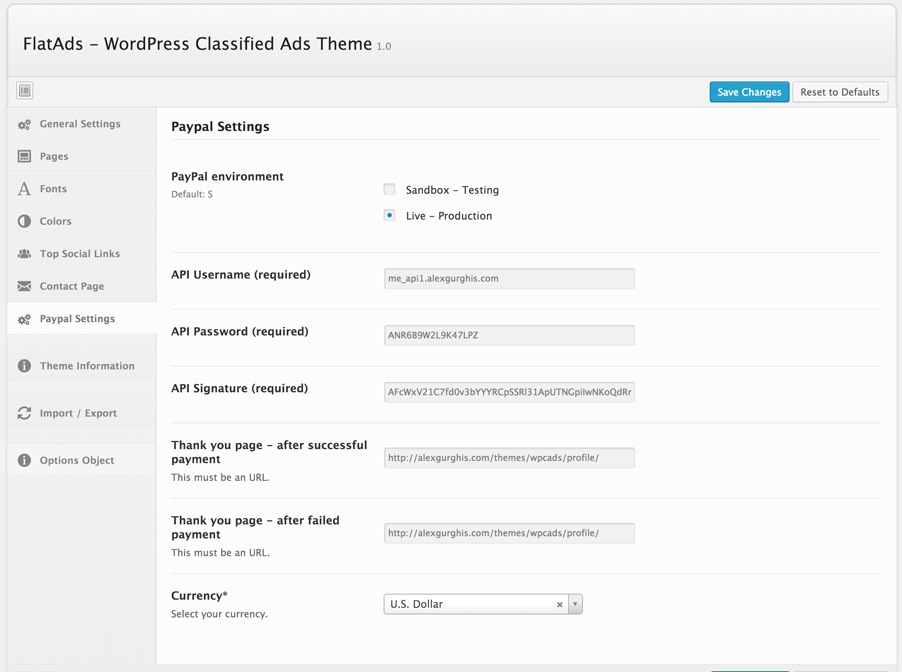 FlatAds – WordPress Classified Ads Theme 1.0
Save Changes
Reset to Defaults
General Settings
Pages
Fonts
Colors
Top Social Links
Contact Page
Paypal Settings
Theme Information
Import / Export
Options Object
Paypal Settings
PayPal environment
Default: S
Sandbox – Testing
Live – Production
API Username (required)
me_api1.alexgurghis.com
API Password (required)
ANR6B9W2L9K47LPZ
API Signature (required)
AFcWxV21C7fd0v3bYYYRCpSSRl31ApUTNGpiIwNKoQdRr
Thank you page – after successful
payment
This must be an URL.
http://alexgurghis.com/themes/wpcads/profile/
Thank you page – after failed
payment
This must be an URL.
http://alexgurghis.com/themes/wpcads/profile/
Currency*
Select your currency.
U.S. Dollar